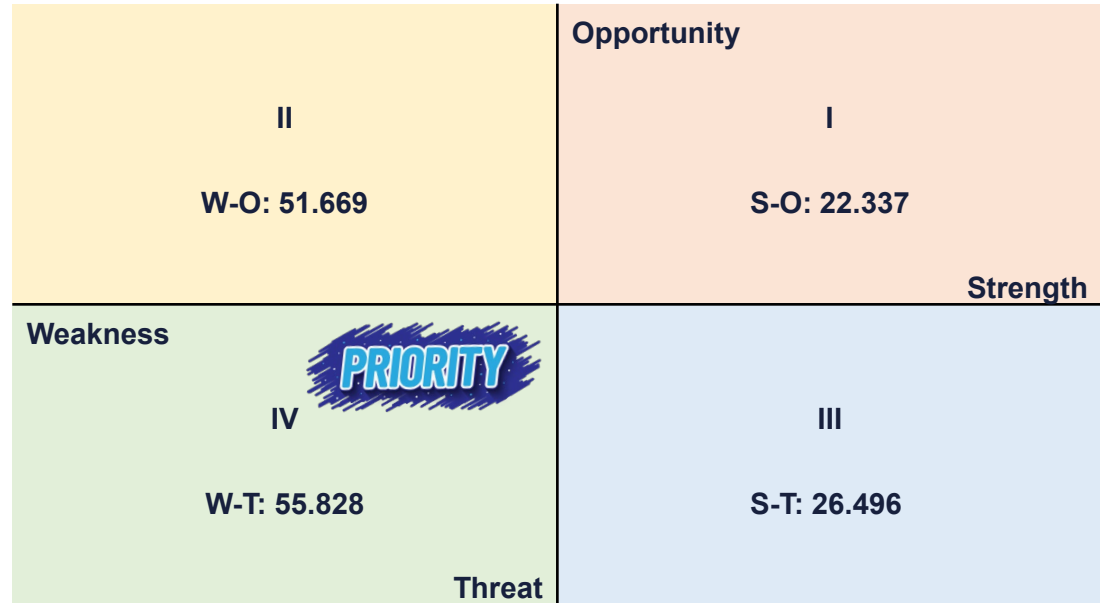 Opportunity
II
I
W-O: 51.669
S-O: 22.337
Strength
Weakness
PRIORITY
IV
III
W-T: 55.828
S-T: 26.496
Threat